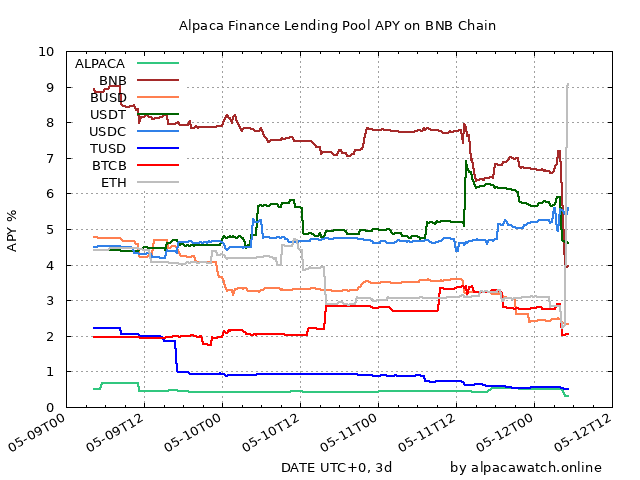 Alpaca Finance Lending Pool APY on BNB Chain
10
9
8
7
6
5
4
3
2
1
0
APY %
ALPACA
BNB
BUSD
USDT
USDC
TUSD
BTCB
ETH
05-09T00
05-09T12
05-10T00
05-10T12
05-11T00
05-11T12
05-12T00
05-12T12
DATE UTC+0, 3d
by alpacawatch.online